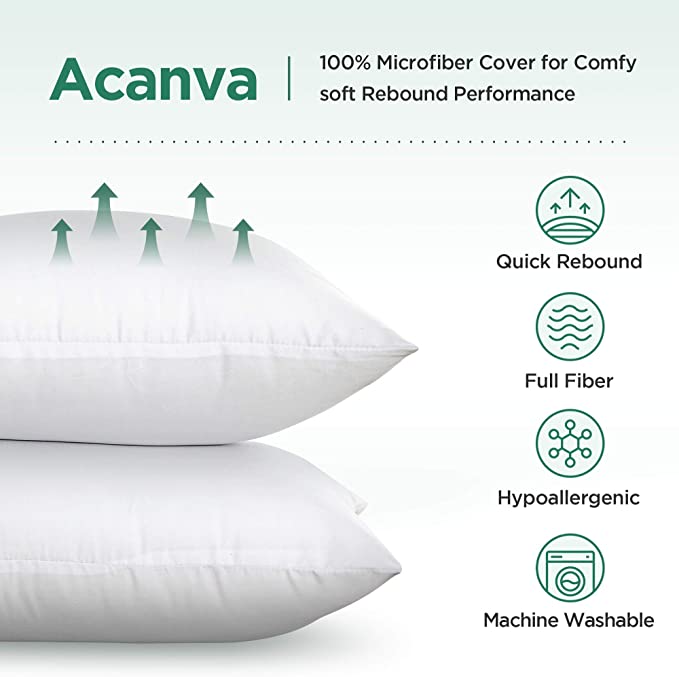 Acanva
100% Microfiber Cover for Comfy
soft Rebound Performance
Quick Rebound
Full Fiber
Hypoallergenic
Machine Washable